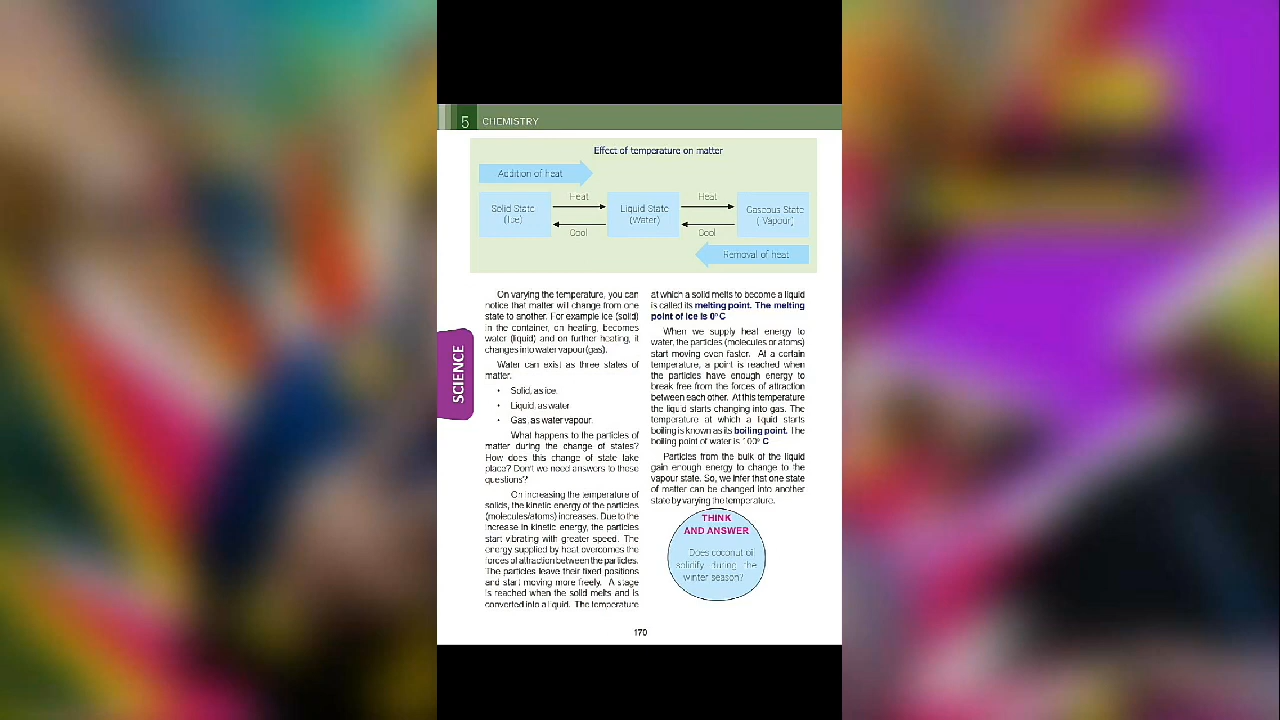 5 CHEMISTRY
Effect of temperature on matter
Addition of heat
Heat
Heat
Solid State
(Ice)
Liquid State
(Water)
Gaseous State
( Vapour)
Cool
Cool
Removal of heat
SCIENCE
On varying the temperature, you can
notice that matter will change from one
state to another. For example ice (solid)
in the container, on heating, becomes
water (liquid) and on further heating, it
changes into water vapour (gas).
Water can exist as three states of
matter.
• Solid, as ice.
• Liquid, as water
• Gas, as water vapour.
What happens to the particles of
matter during the change of states?
How does this change of state take
place? Don't we need answers to these
questions?
On increasing the temperature of
solids, the kinetic energy of the particles
(molecules/atoms) increases. Due to the
increase in kinetic energy, the particles
start vibrating with greater speed. The
energy supplied by heat overcomes the
forces of attraction between the particles.
The particles leave their fixed positions
and start moving more freely. A stage
is reached when the solid melts and is
converted into a liquid. The temperature
at which a solid melts to become a liquid
is called its melting point. The melting
point of ice is 0° C
When we supply heat energy to
water, the particles (molecules or atoms)
start moving even faster. At a certain
temperature, a point is reached when
the particles have enough energy to
break free from the forces of attraction
between each other. At this temperature
the liquid starts changing into gas. The
temperature at which a liquid starts
boiling is known as its boiling point. The
boiling point of water is 100° C
Particles from the bulk of the liquid
gain enough energy to change to the
vapour state. So, we infer that one state
of matter can be changed into another
state by varying the temperature.
THINK
AND ANSWER
Does coconut oil
solidify during the
winter season?
170